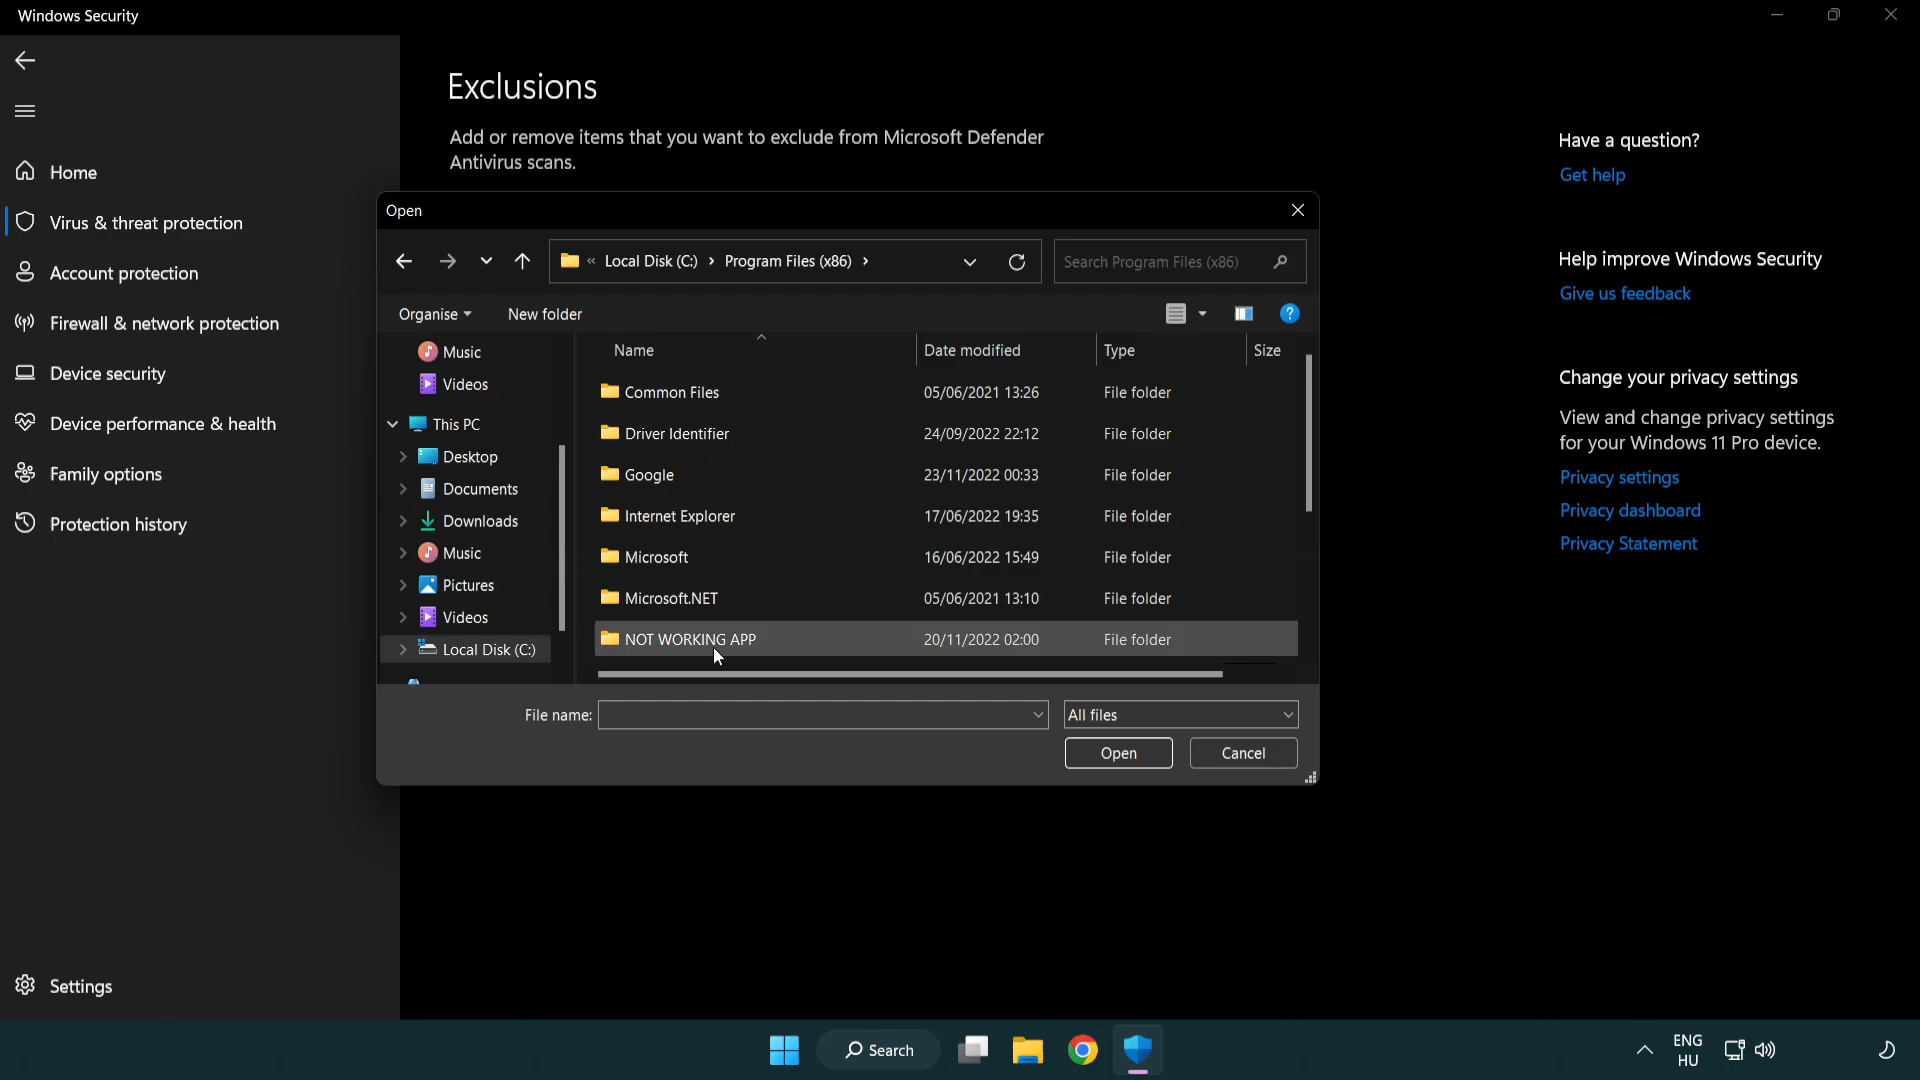 Windows Security
Home
Virus & threat protection
Account protection
Firewall & network protection
Device security
Device performance & health
Family options
Protection history
Settings
Exclusions
Add or remove items that you want to exclude from Microsoft Defender
Antivirus scans.
Open
« Local Disk (C:) › Program Files (x86) ›
Search Program Files (x86)
Organise
New folder
?
Music
Videos
This PC
Desktop
Documents
Downloads
Music
Pictures
Videos
Local Disk (C:)
Name Date modified Type Size
Common Files 05/06/2021 13:26 File folder
Driver Identifier 24/09/2022 22:12 File folder
Google 23/11/2022 00:33 File folder
Internet Explorer 17/06/2022 19:35 File folder
Microsoft 16/06/2022 15:49 File folder
Microsoft.NET 05/06/2021 13:10 File folder
NOT WORKING APP 20/11/2022 02:00 File folder
File name:
All files
Open
Cancel
Have a question?
Get help
Help improve Windows Security
Give us feedback
Change your privacy settings
View and change privacy settings
for your Windows 11 Pro device.
Privacy settings
Privacy dashboard
Privacy Statement
Search
ENG
HU